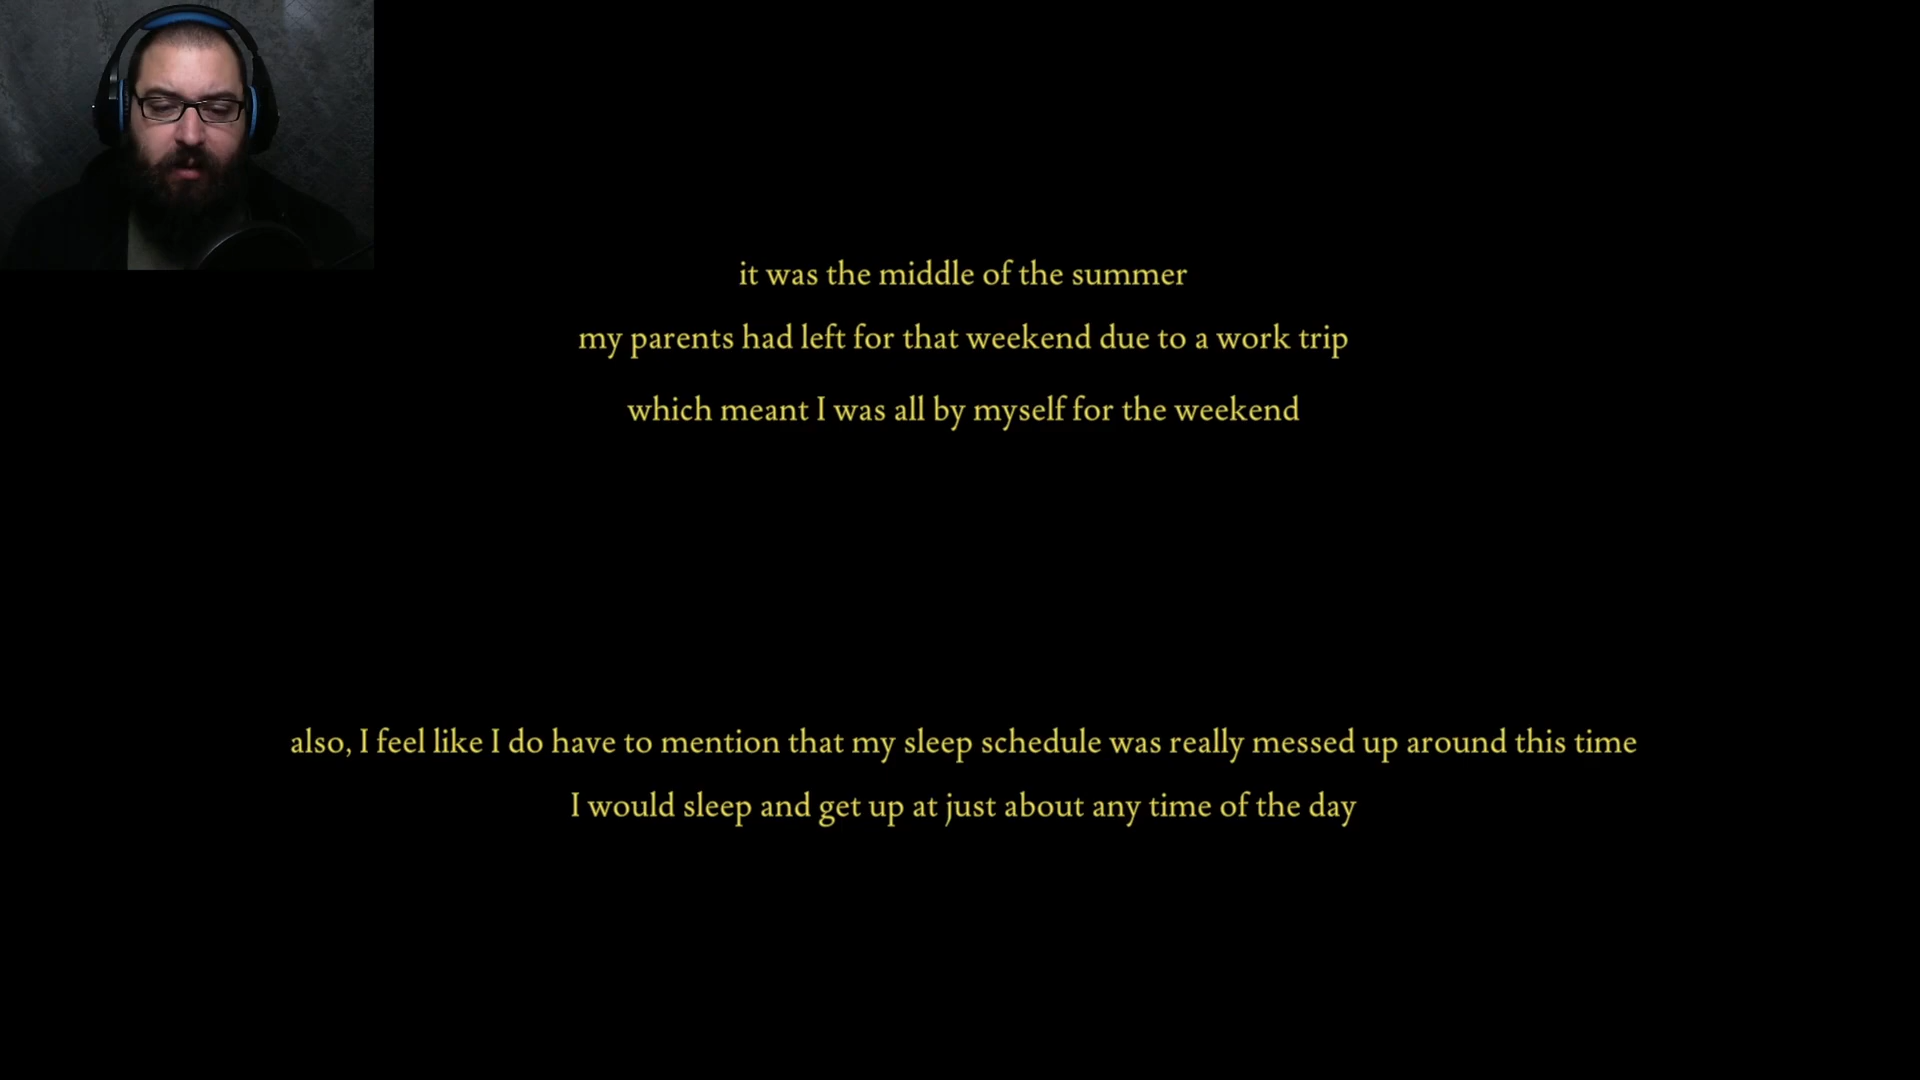 it was the middle of the summer
my parents had left for that weekend due to a work trip
which meant I was all by myself for the weekend
also, I feel like I do have to mention that my sleep schedule was really messed up around this time
I would sleep and get up at just about any time of the day